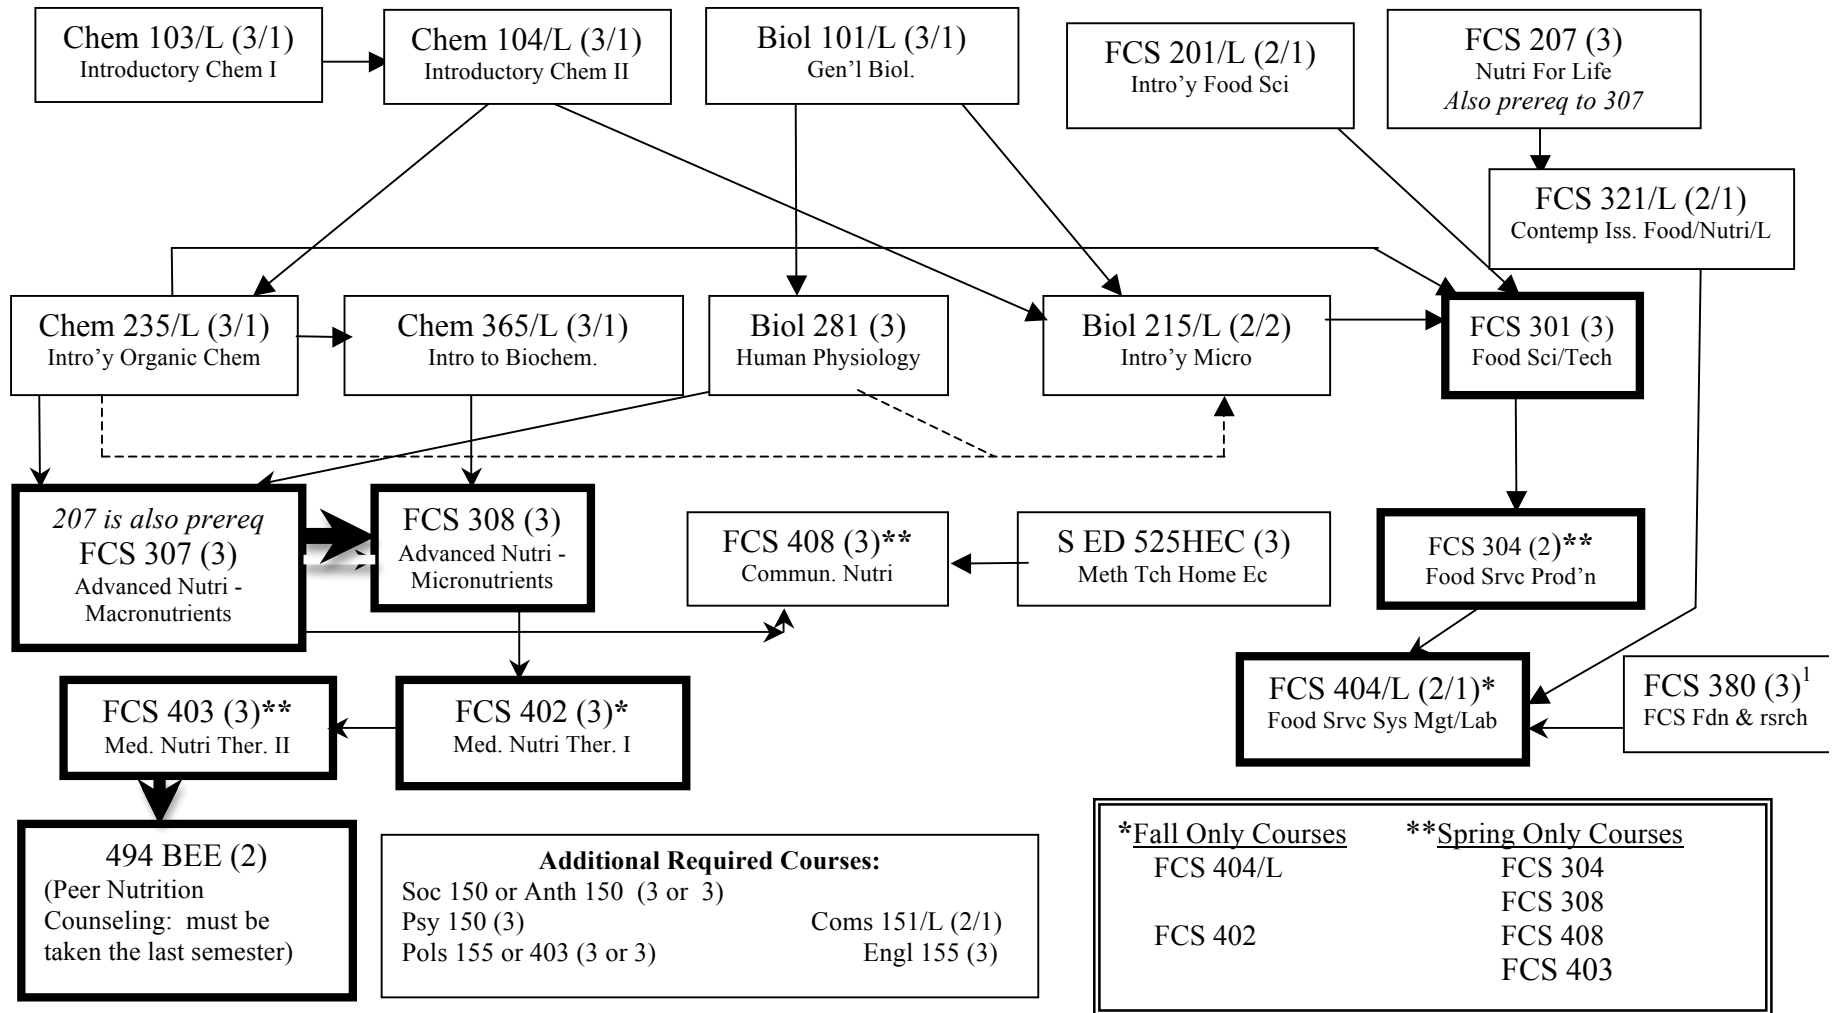 Chem 103/L (3/1)
Introductory Chem I
Chem 104/L (3/1)
Introductory Chem II
Biol 101/L (3/1)
Gen’l Biol.
FCS 201/L (2/1)
Intro’y Food Sci
FCS 207 (3)
Nutri For Life
Also prereq to 307
FCS 321/L (2/1)
Contemp Iss. Food/Nutri/L
Chem 235/L (3/1)
Intro’y Organic Chem
Chem 365/L (3/1)
Intro to Biochem.
Biol 281 (3)
Human Physiology
Biol 215/L (2/2)
Intro’y Micro
FCS 301 (3)
Food Sci/Tech
207 is also prereq
FCS 307 (3)
Advanced Nutri -
Macronutrients
FCS 308 (3)
Advanced Nutri -
Micronutrients
FCS 408 (3)**
Commun. Nutri
S ED 525HEC (3)
Meth Tch Home Ec
FCS 304 (2)**
Food Srvc Prod’n
FCS 403 (3)**
Med. Nutri Ther. II
FCS 402 (3)*
Med. Nutri Ther. I
FCS 404/L (2/1)*
Food Srvc Sys Mgt/Lab
FCS 380 (3)1
FCS Fdn & rsrch
494 BEE (2)
(Peer Nutrition
Counseling: must be
taken the last semester)
Additional Required Courses:
Soc 150 or Anth 150 (3 or 3)
Psy 150 (3) Coms 151/L (2/1)
Pols 155 or 403 (3 or 3) Engl 155 (3)
*Fall Only Courses **Spring Only Courses
FCS 404/L FCS 304
FCS 308
FCS 402 FCS 408
FCS 403